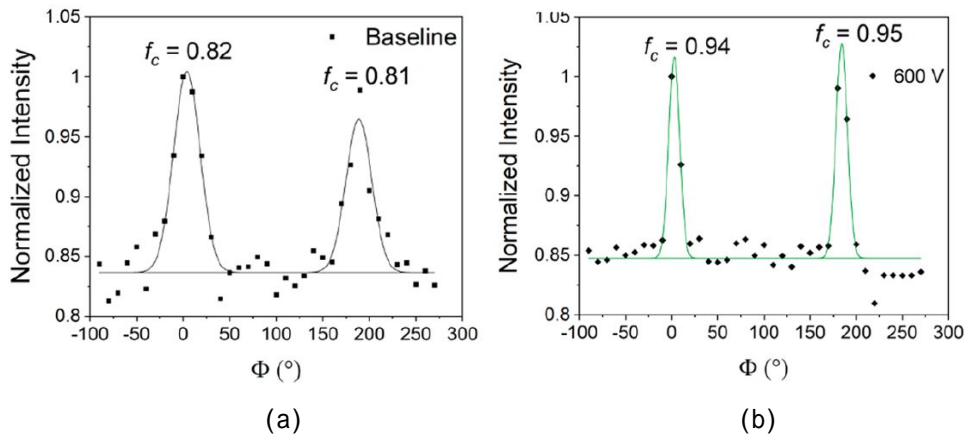 1.05
1
0.95
0.9
0.85
0.8
Normalized Intensity
-100 -50 0 50 100 150 200 250 300
Φ (°)
f_c = 0.82
f_c = 0.81
Baseline
(a)
1.05
1
0.95
0.9
0.85
0.8
Normalized Intensity
-100 -50 0 50 100 150 200 250 300
Φ (°)
f_c = 0.94
f_c = 0.95
600 V
(b)